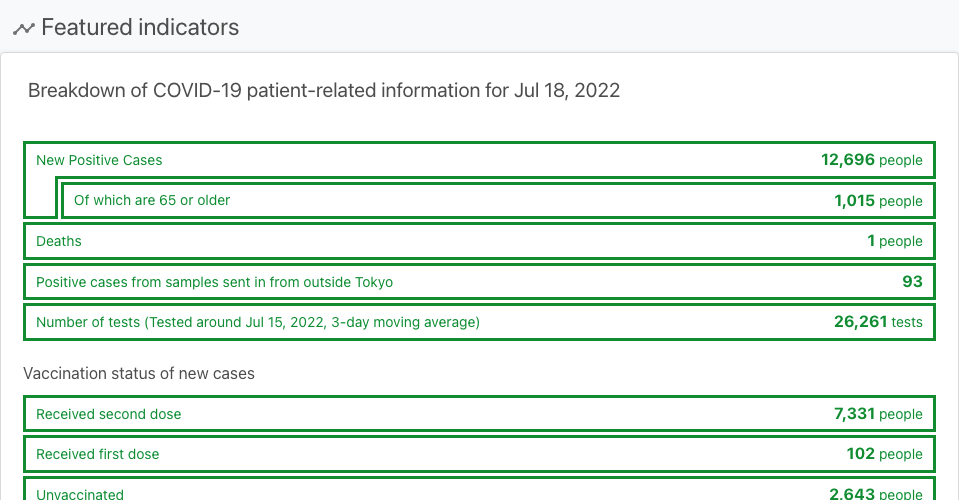 Featured indicators
Breakdown of COVID-19 patient-related information for Jul 18, 2022
New Positive Cases 12,696 people
Of which are 65 or older 1,015 people
Deaths 1 people
Positive cases from samples sent in from outside Tokyo 93
Number of tests (Tested around Jul 15, 2022, 3-day moving average) 26,261 tests
Vaccination status of new cases
Received second dose 7,331 people
Received first dose 102 people
Unvaccinated 2,643 people